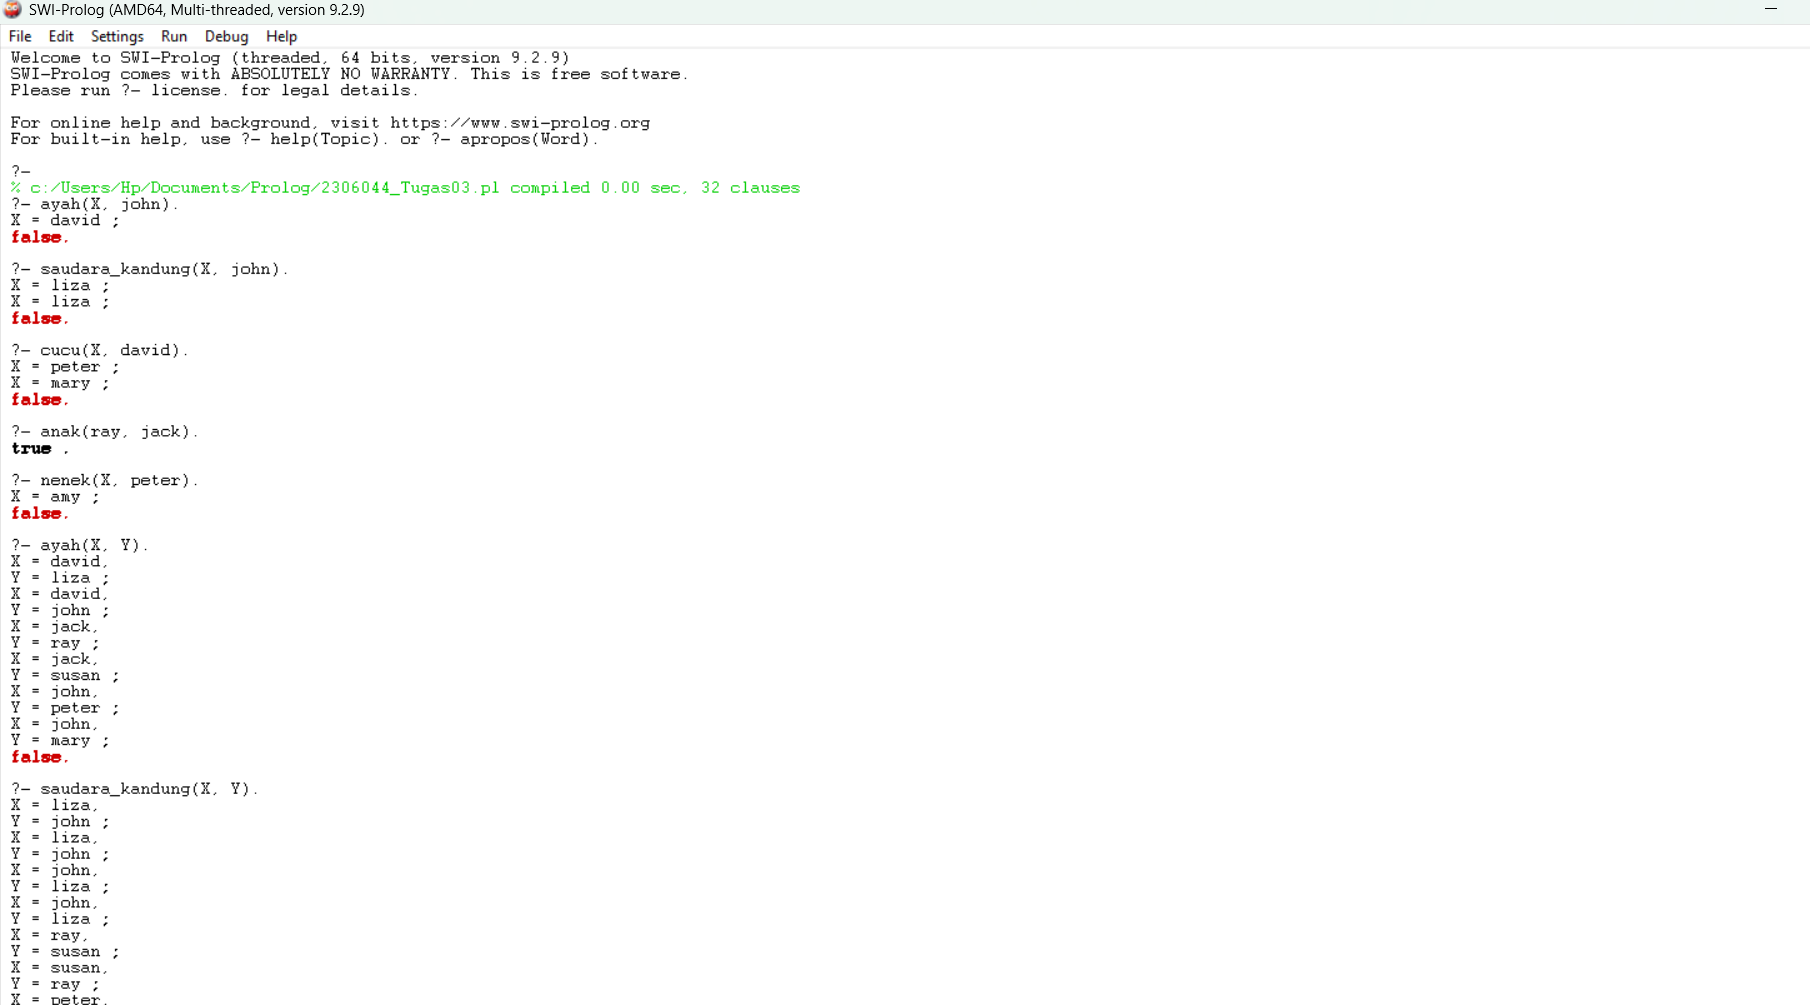 SWI-Prolog (AMD64, Multi-threaded, version 9.2.9)
File Edit Settings Run Debug Help
Welcome to SWI-Prolog (threaded, 64 bits, version 9.2.9)
SWI-Prolog comes with ABSOLUTELY NO WARRANTY. This is free software.
Please run ?- license. for legal details.
For online help and background, visit https://www.swi-prolog.org
For built-in help, use ?- help(Topic). or ?- apropos(Word).
?-
% c:/Users/Hp/Documents/Prolog/2306044_Tugas03.pl compiled 0.00 sec, 32 clauses
?- ayah(X, john).
X = david ;
false.
?- saudara_kandung(X, john).
X = liza ;
X = liza ;
false.
?- cucu(X, david).
X = peter ;
X = mary ;
false.
?- anak(ray, jack).
true .
?- nenek(X, peter).
X = amy ;
false.
?- ayah(X, Y).
X = david,
Y = liza ;
X = david,
Y = john ;
X = jack,
Y = ray ;
X = jack,
Y = susan ;
X = john,
Y = peter ;
X = john,
Y = mary ;
false.
?- saudara_kandung(X, Y).
X = liza,
Y = john ;
X = liza,
Y = john ;
X = john,
Y = liza ;
X = john,
Y = liza ;
X = ray,
Y = susan ;
X = susan,
Y = ray ;
X = peter,